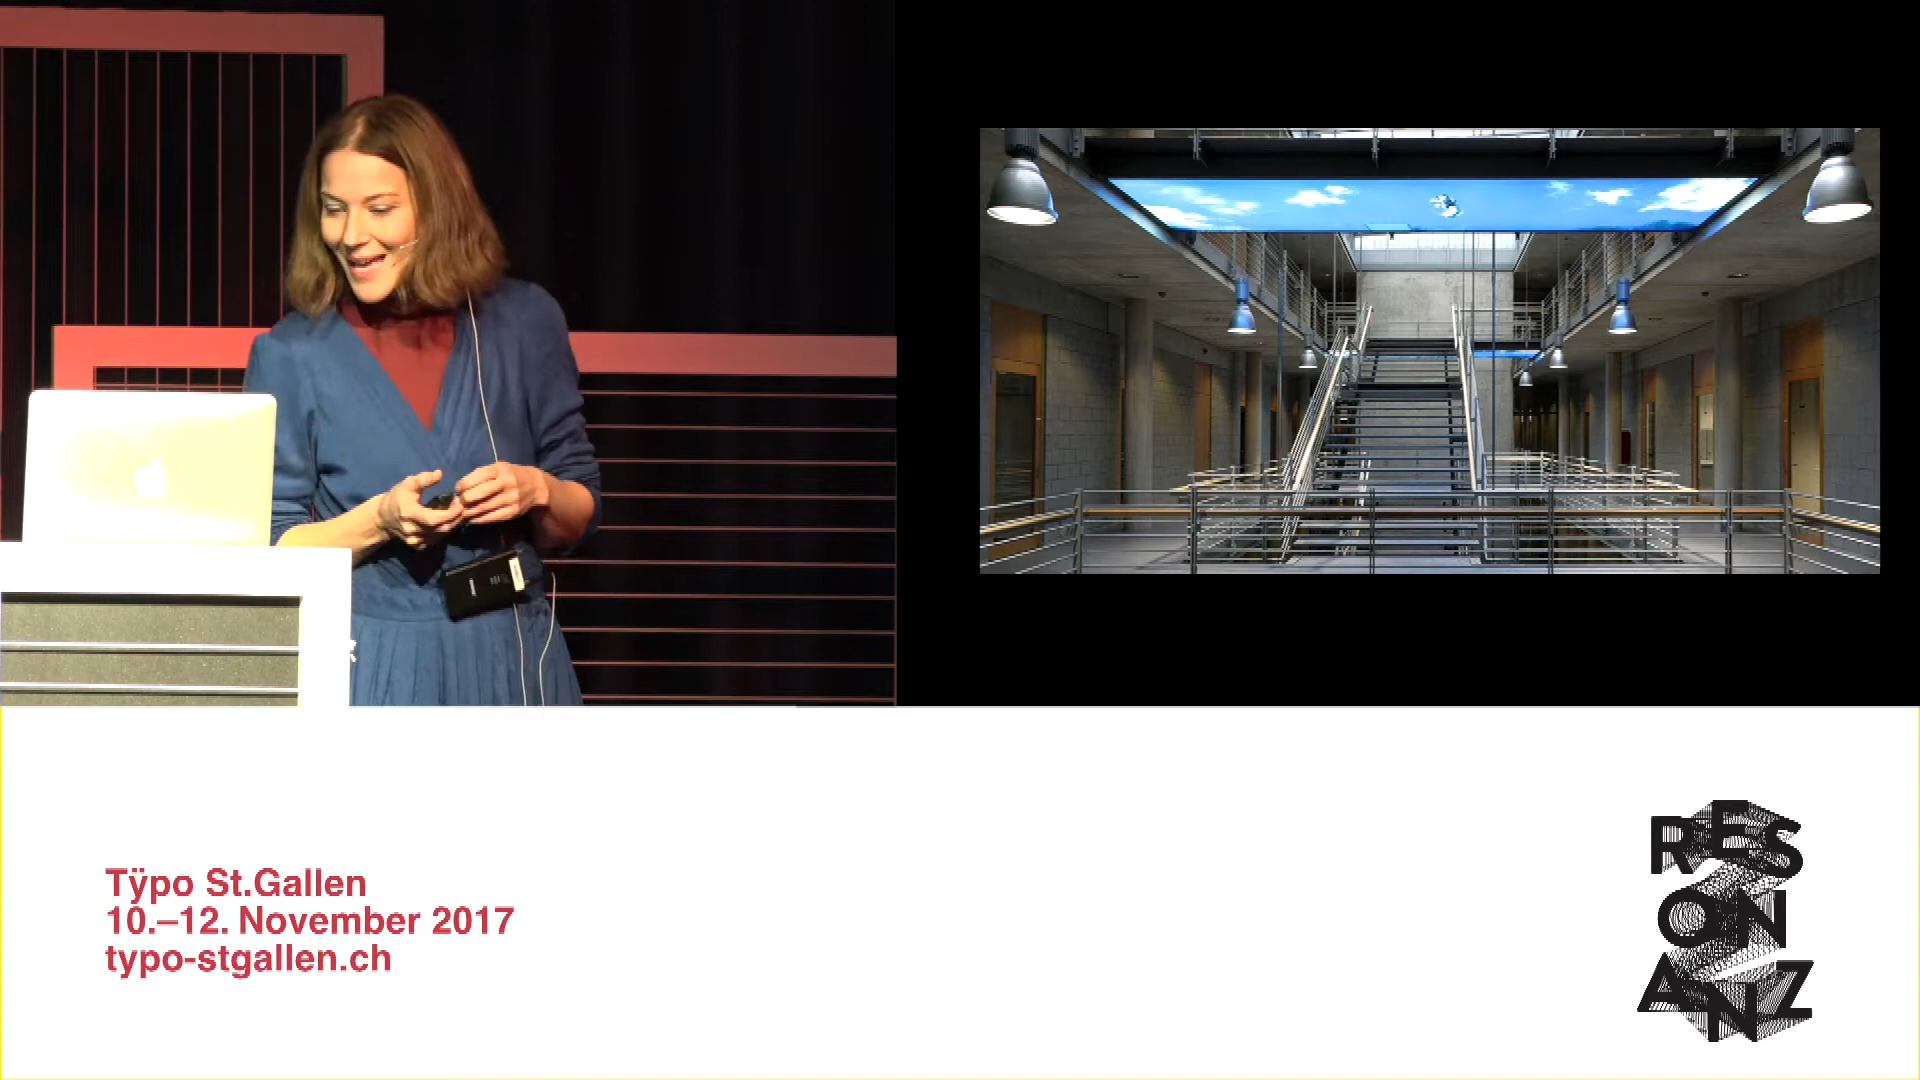 Tÿpo St.Gallen
10.–12. November 2017
typo-stgallen.ch
RES
ON
ANZ